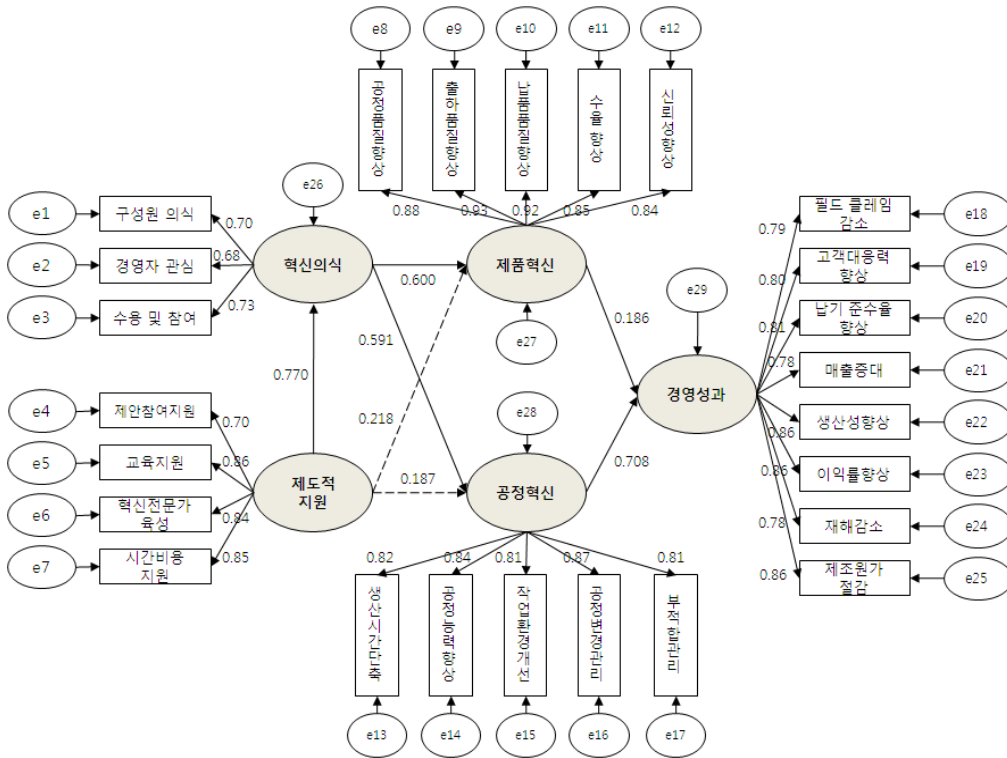 e8
e9
e10
e11
e12
공정품질향상
출하품질향상
납품품질향상
수율 향상
신뢰성향상
e26
0.88
0.93
0.92
0.85
0.84
e1
구성원 의식
0.70
e2
경영자 관심
0.68
e3
수용 및 참여
0.73
혁신의식
0.600
제품혁신
e27
0.591
0.770
0.218
0.187
0.186
e29
경영성과
0.708
e28
e4
제안참여지원
0.70
e5
교육지원
0.86
e6
혁신전문가
육성
0.84
e7
시간비용
지원
0.85
제도적
지원
공정혁신
필드 클레임
감소
0.79
e18
고객대응력
향상
0.80
e19
납기 준수율
향상
0.81
e20
매출증대
0.78
e21
생산성향상
0.86
e22
이익률향상
0.86
e23
재해감소
0.78
e24
제조원가
절감
0.86
e25
0.82
0.84
0.81
0.87
0.81
생산시간단축
공정능력향상
작업환경개선
공정변경관리
부적합관리
e13
e14
e15
e16
e17